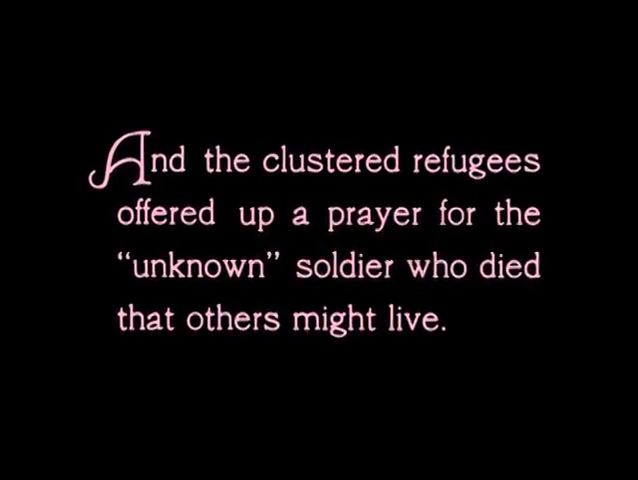 And the clustered refugees
offered up a prayer for the
“unknown” soldier who died
that others might live.